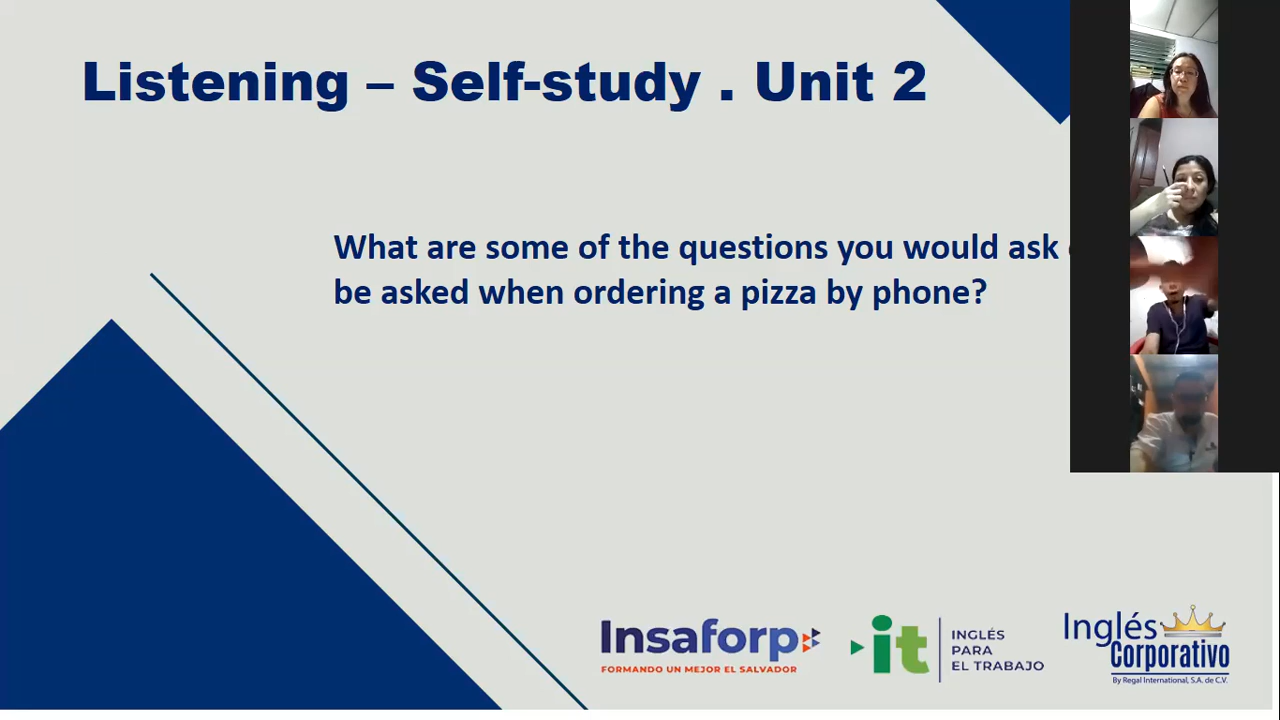 Listening – Self-study . Unit 2
What are some of the questions you would ask
be asked when ordering a pizza by phone?
Insaforp
FORMANDO UN MEJOR EL SALVADOR
it
INGLÉS
PARA
EL TRABAJO
Inglés
Corporativo
By Regal International, S.A. de C.V.